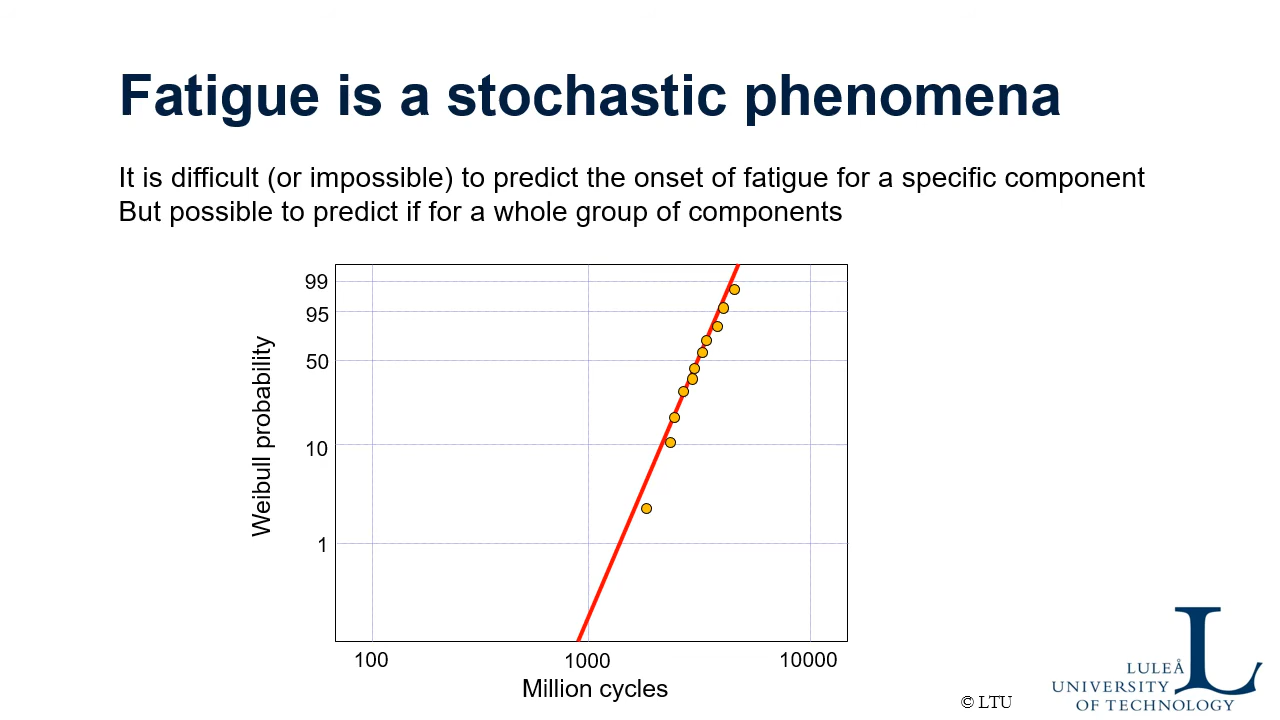 Fatigue is a stochastic phenomena
It is difficult (or impossible) to predict the onset of fatigue for a specific component
But possible to predict if for a whole group of components
99
95
50
10
1
Weibull probability
100
1000
10000
Million cycles
© LTU
LULEÅ
UNIVERSITY
OF TECHNOLOGY
L